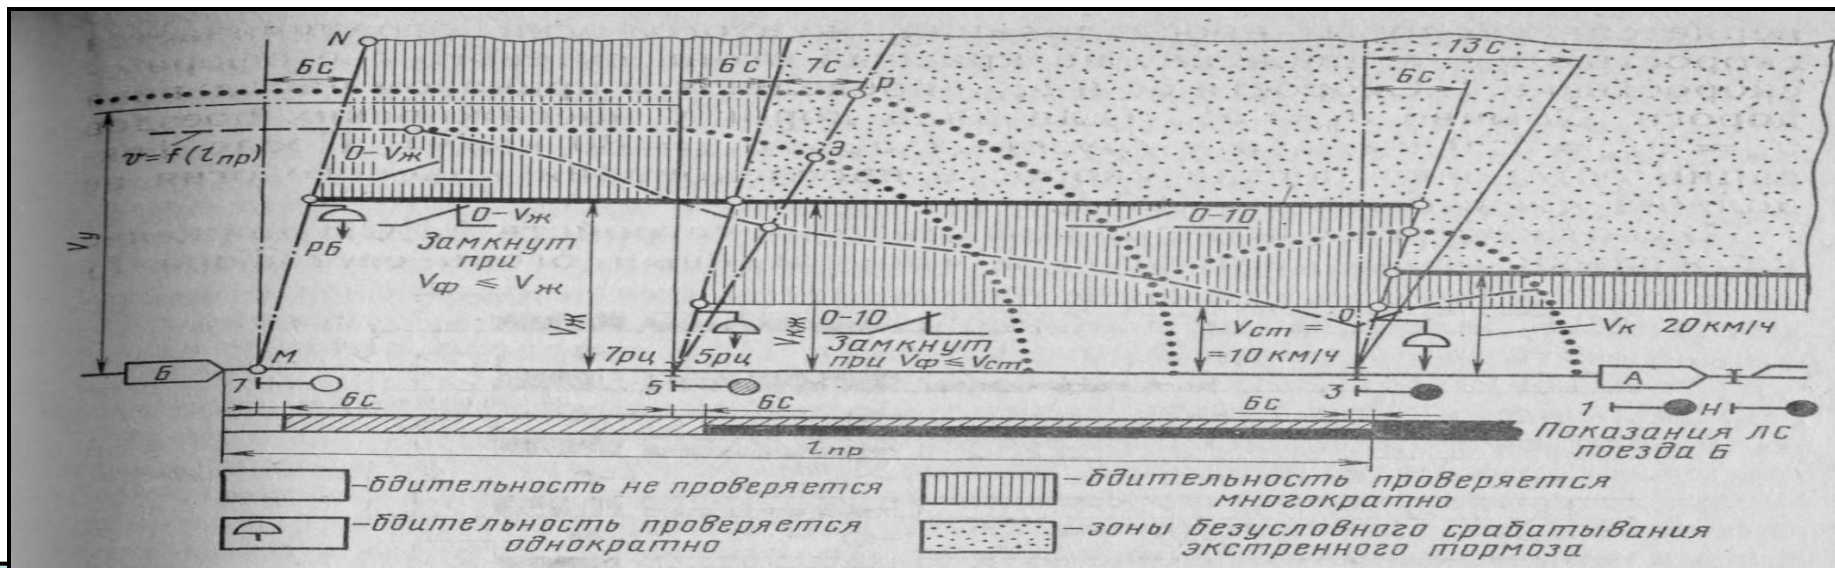 N
6с
6с
7с
13с
6с
Р
v=f(lпр)
0-Vж
Э
Vу
0-Vж
РБ
Замкнут
при
Vф ≤ Vж
Vж
0-10
Vж
0-10
Замкнут
при Vф≤Vст
Vст =
=10 км/ч
О
Vк 20 км/ч
Б
М
7рц
5рц
7
5
3
А
1
Н
6с
6с
6с
lпр
Показания ЛС
поезда Б
-бдительность не проверяется
-бдительность проверяется
многократно
-бдительность проверяется
однократно
-зоны безусловного срабатывания
экстренного тормоза